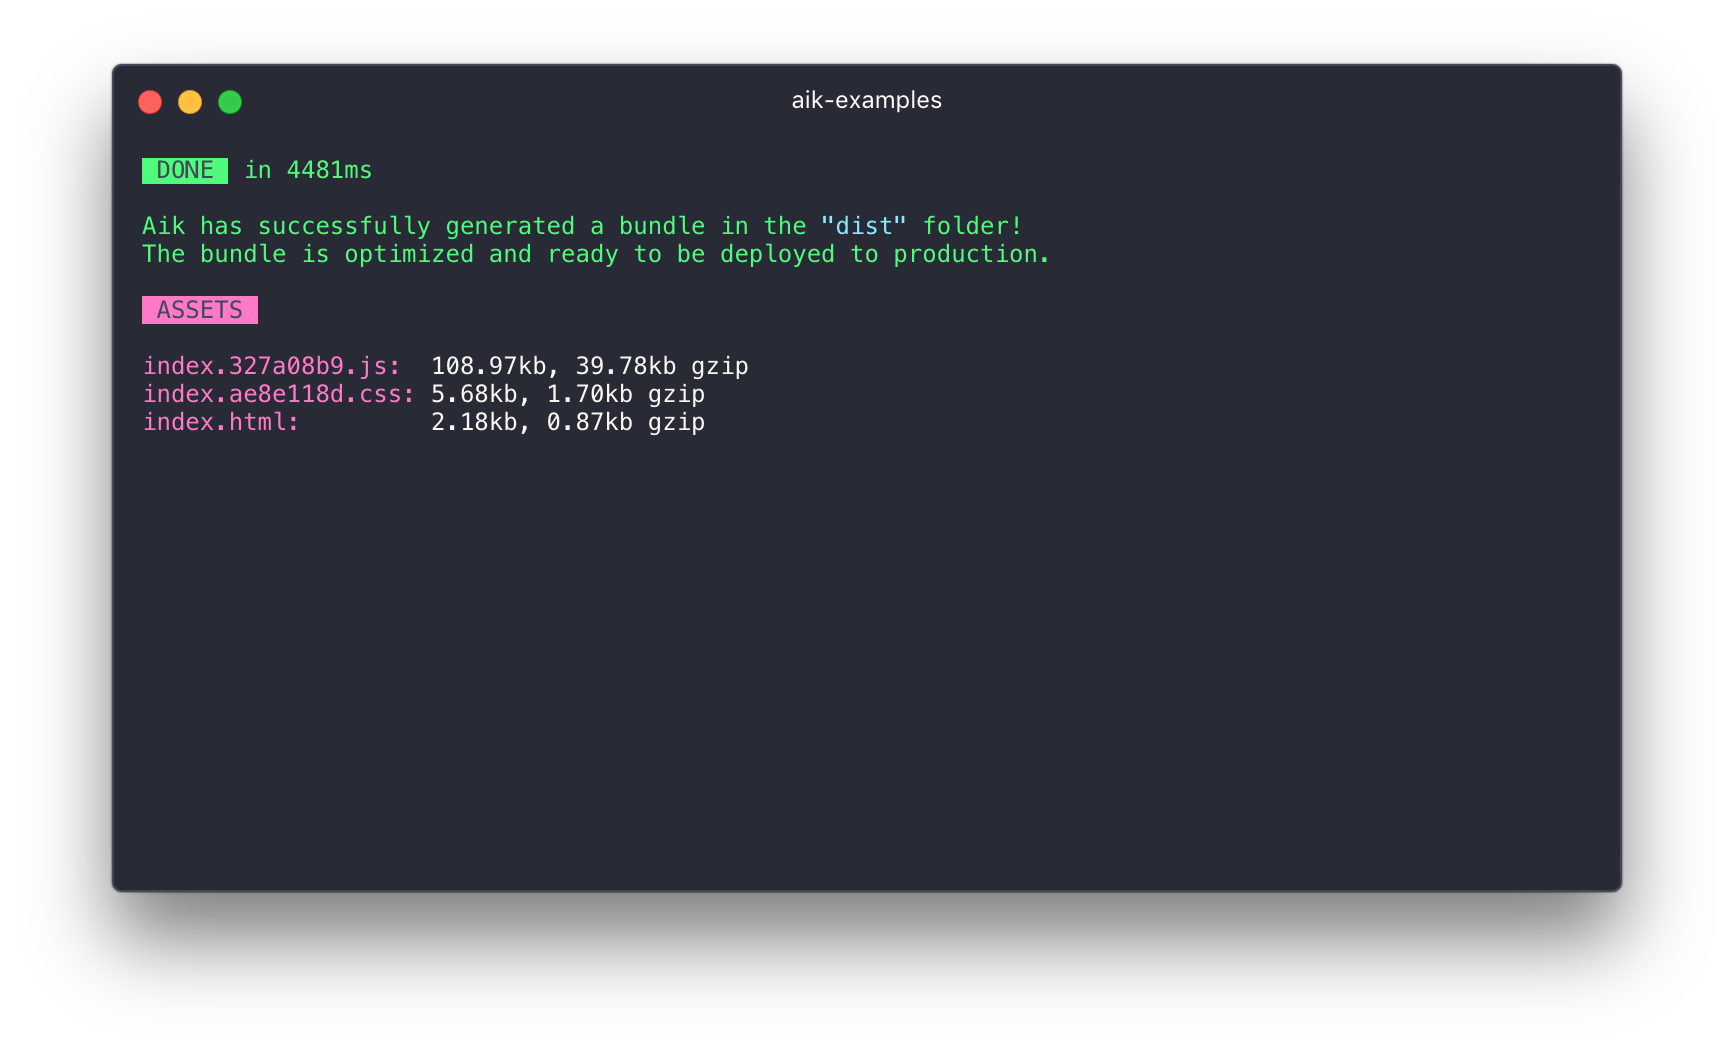 aik-examples
DONE in 4481ms
Aik has successfully generated a bundle in the "dist" folder!
The bundle is optimized and ready to be deployed to production.
ASSETS
index.327a08b9.js: 108.97kb, 39.78kb gzip
index.ae8e118d.css: 5.68kb, 1.70kb gzip
index.html: 2.18kb, 0.87kb gzip